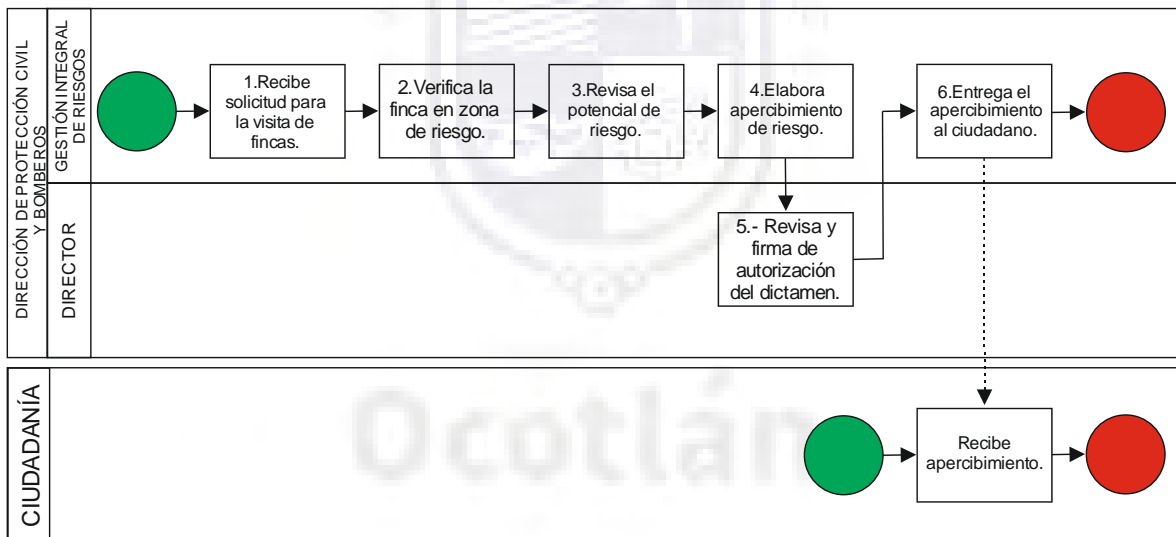 DIRECCIÓN DE PROTECCIÓN CIVIL
Y BOMBEROS
GESTIÓN INTEGRAL
DE RIESGOS
1.Recibe
solicitud para
la visita de
fincas.
2.Verifica la
finca en zona
de riesgo.
3.Revisa el
potencial de
riesgo.
4.Elabora
apercibimiento
de riesgo.
6.Entrega el
apercibimiento
al ciudadano.
DIRECTOR
5.- Revisa y
firma de
autorización
del dictamen.
CIUDADANÍA
Recibe
apercibimiento.
Ocotlán